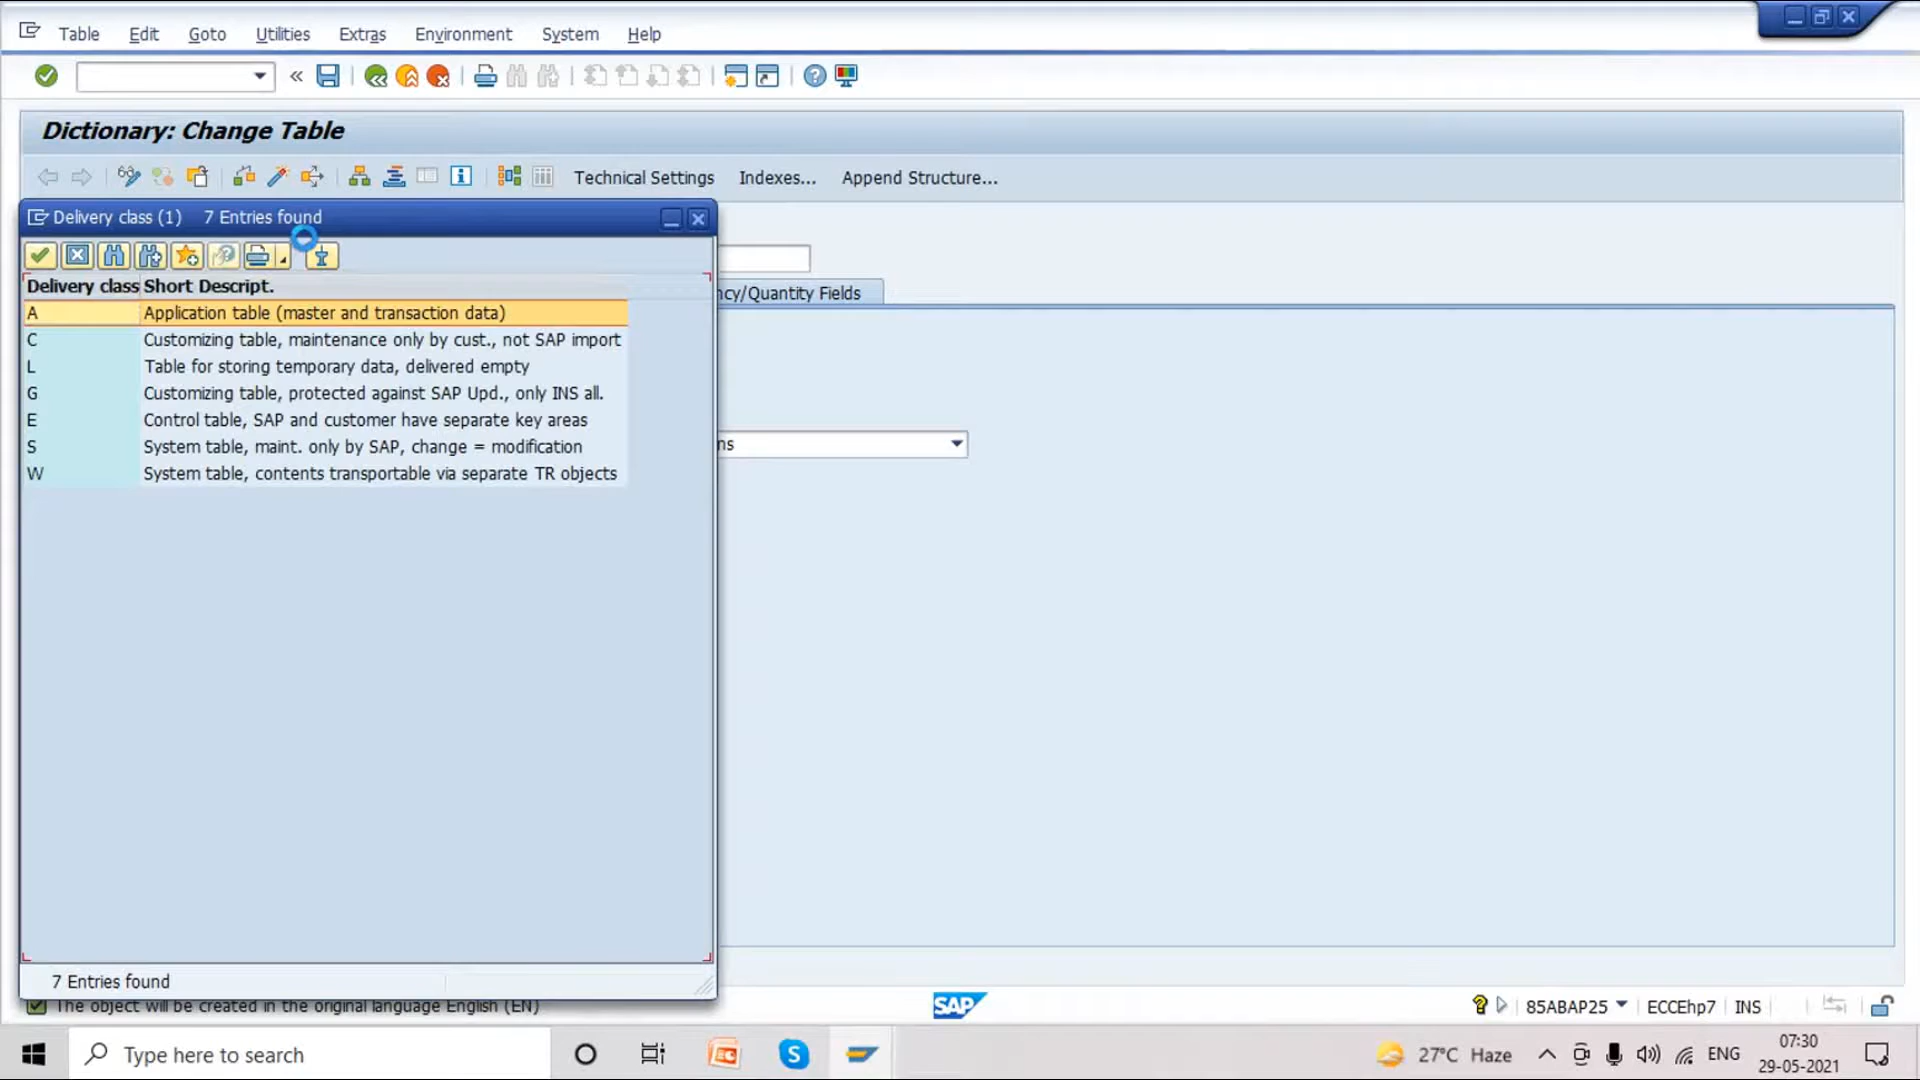 Table Edit Goto Utilities Extras Environment System Help
Dictionary: Change Table
Technical Settings Indexes... Append Structure...
Delivery class (1) 7 Entries found
ncy/Quantity Fields
Delivery class Short Descript.
A Application table (master and transaction data)
C Customizing table, maintenance only by cust., not SAP import
L Table for storing temporary data, delivered empty
G Customizing table, protected against SAP Upd., only INS all.
E Control table, SAP and customer have separate key areas
ns
S System table, maint. only by SAP, change = modification
W System table, contents transportable via separate TR objects
7 Entries found
The object will be created in the original language English (EN)
SAP
85ABAP25 ECCEhp7 INS
Type here to search
27°C Haze
ENG
07:30
29-05-2021